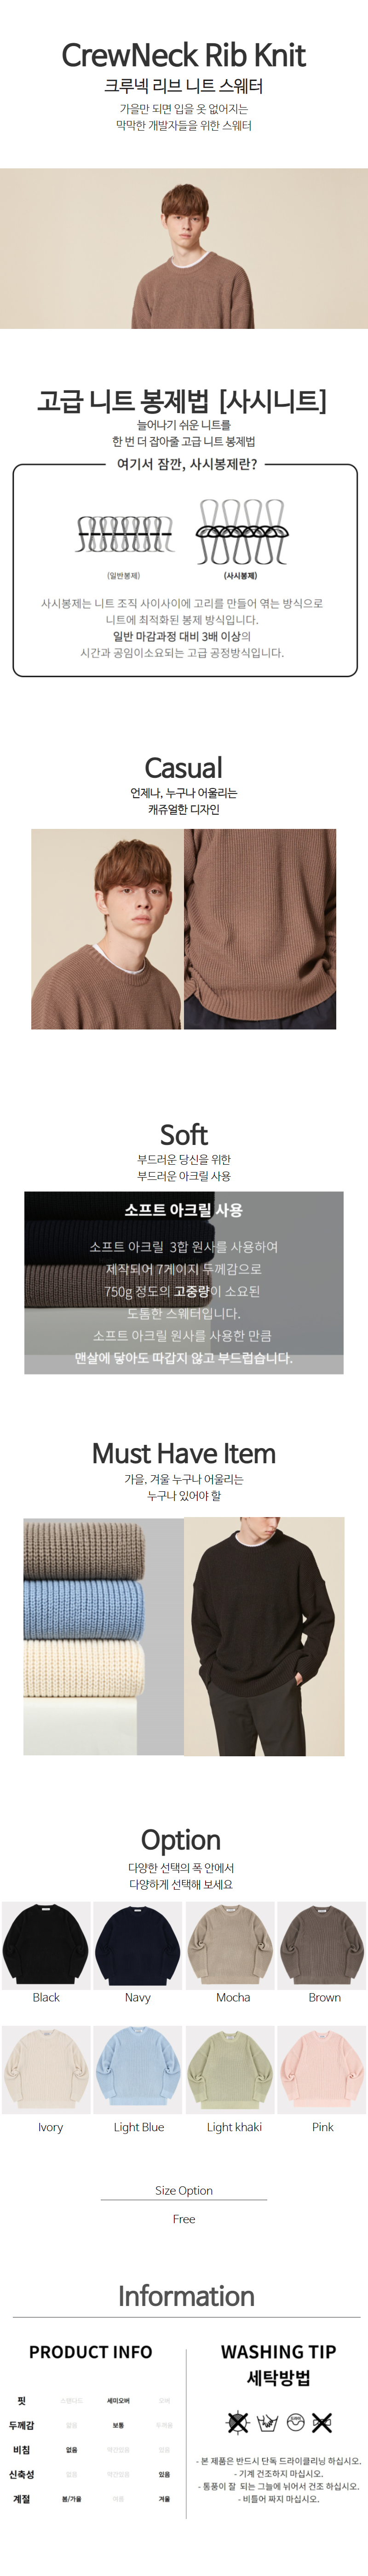 CrewNeck Rib Knit
크루넥 리브 니트 스웨터
가을만 되면 입을 옷 없어지는
막막한 개발자들을 위한 스웨터
고급 니트 봉제법 [사시니트]
늘어나기 쉬운 니트를
한 번 더 잡아줄 고급 니트 봉제법
여기서 잠깐, 사시봉제란?
(일반봉제)
(사시봉제)
사시봉제는 니트 조직 사이사이에 고리를 만들어 엮는 방식으로
니트에 최적화된 봉제 방식입니다.
일반 마감과정 대비 3배 이상의
시간과 공임이소요되는 고급 공정방식입니다.
Casual
언제나, 누구나 어울리는
캐쥬얼한 디자인
Soft
부드러운 당신을 위한
부드러운 아크릴 사용
소프트 아크릴 사용
소프트 아크릴 3합 원사를 사용하여
제작되어 7게이지 두께감으로
750g 정도의 고중량이 소요된
도톰한 스웨터입니다.
소프트 아크릴 원사를 사용한 만큼
맨살에 닿아도 따갑지 않고 부드럽습니다.
Must Have Item
가을, 겨울 누구나 어울리는
누구나 있어야 할
Option
다양한 선택의 폭 안에서
다양하게 선택해 보세요
Black Navy Mocha Brown
Ivory Light Blue Light khaki Pink
Size Option
Free
Information
PRODUCT INFO
핏 스탠다드 세미오버 오버
두께감 얇음 보통 두꺼움
비침 없음 약간있음 있음
신축성 없음 약간있음 있음
계절 봄/가을 여름 겨울
WASHING TIP
세탁방법
- 본 제품은 반드시 단독 드라이클리닝 하십시오.
- 기계 건조하지 마십시오.
- 통풍이 잘 되는 그늘에 뉘어서 건조 하십시오.
- 비틀어 짜지 마십시오.